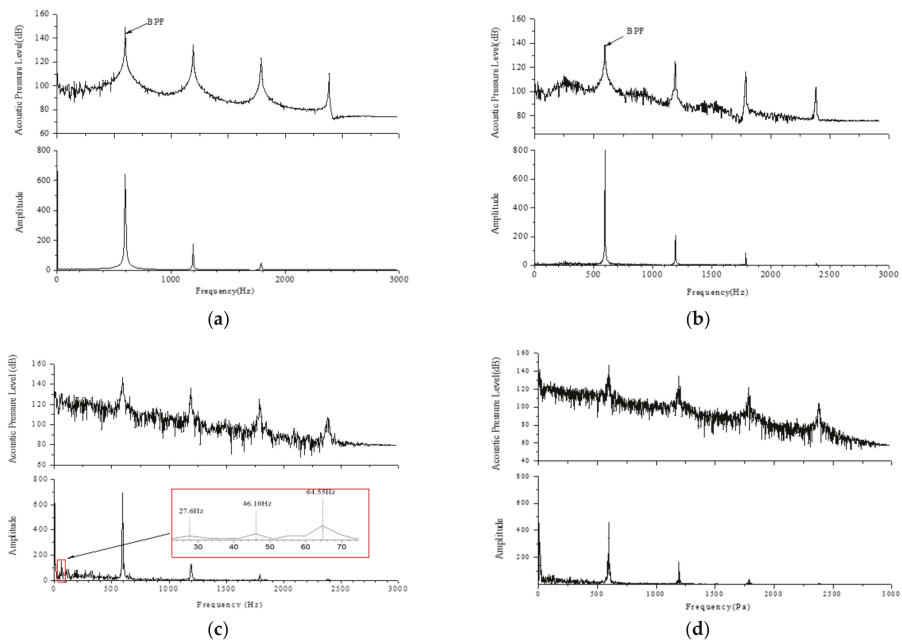 160
140
120
100
80
60
Acoustic Pressure Level(dB)
BPF
800
600
400
200
0
Amplitude
0 500 1000 2000 3000
Frequency(Hz)
(a)
160
140
120
100
80
Acoustic Pressure Level(dB)
BPF
800
600
400
200
0
Amplitude
0 500 1000 1500 2000 2500 3000
Frequency(Hz)
(b)
160
140
120
100
80
60
Acoustic Pressure Level (dB)
800
600
400
200
0
Amplitude
27.6Hz
46.10Hz
64.55Hz
30 40 50 60 70
0 500 1000 1500 2000 2500 3000
Frequency (Hz)
(c)
160
140
120
100
80
60
40
Acoustic Pressure Level(dB)
800
600
400
200
0
Amplitude
0 500 1000 1500 2000 2500 3000
Frequency(Pa)
(d)